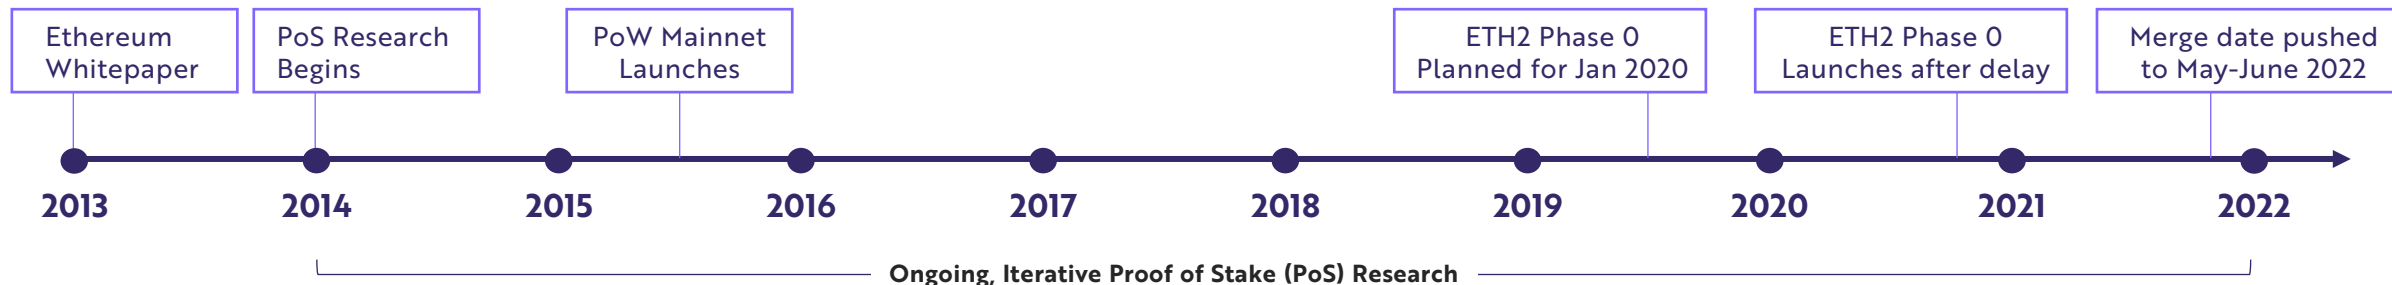 Ethereum
Whitepaper
PoS Research
Begins
PoW Mainnet
Launches
ETH2 Phase 0
Planned for Jan 2020
ETH2 Phase 0
Launches after delay
Merge date pushed
to May-June 2022
2013
2014
2015
2016
2017
2018
2019
2020
2021
2022
Ongoing, Iterative Proof of Stake (PoS) Research